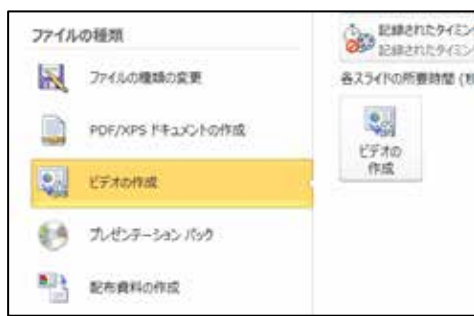 ファイルの種類
ファイルの種類の変更
PDF/XPS ドキュメントの作成
ビデオの作成
プレゼンテーション パック
配布資料の作成
記録されたタイミン
記録されたタイミン
各スライドの所要時間 (秒
ビデオの
作成